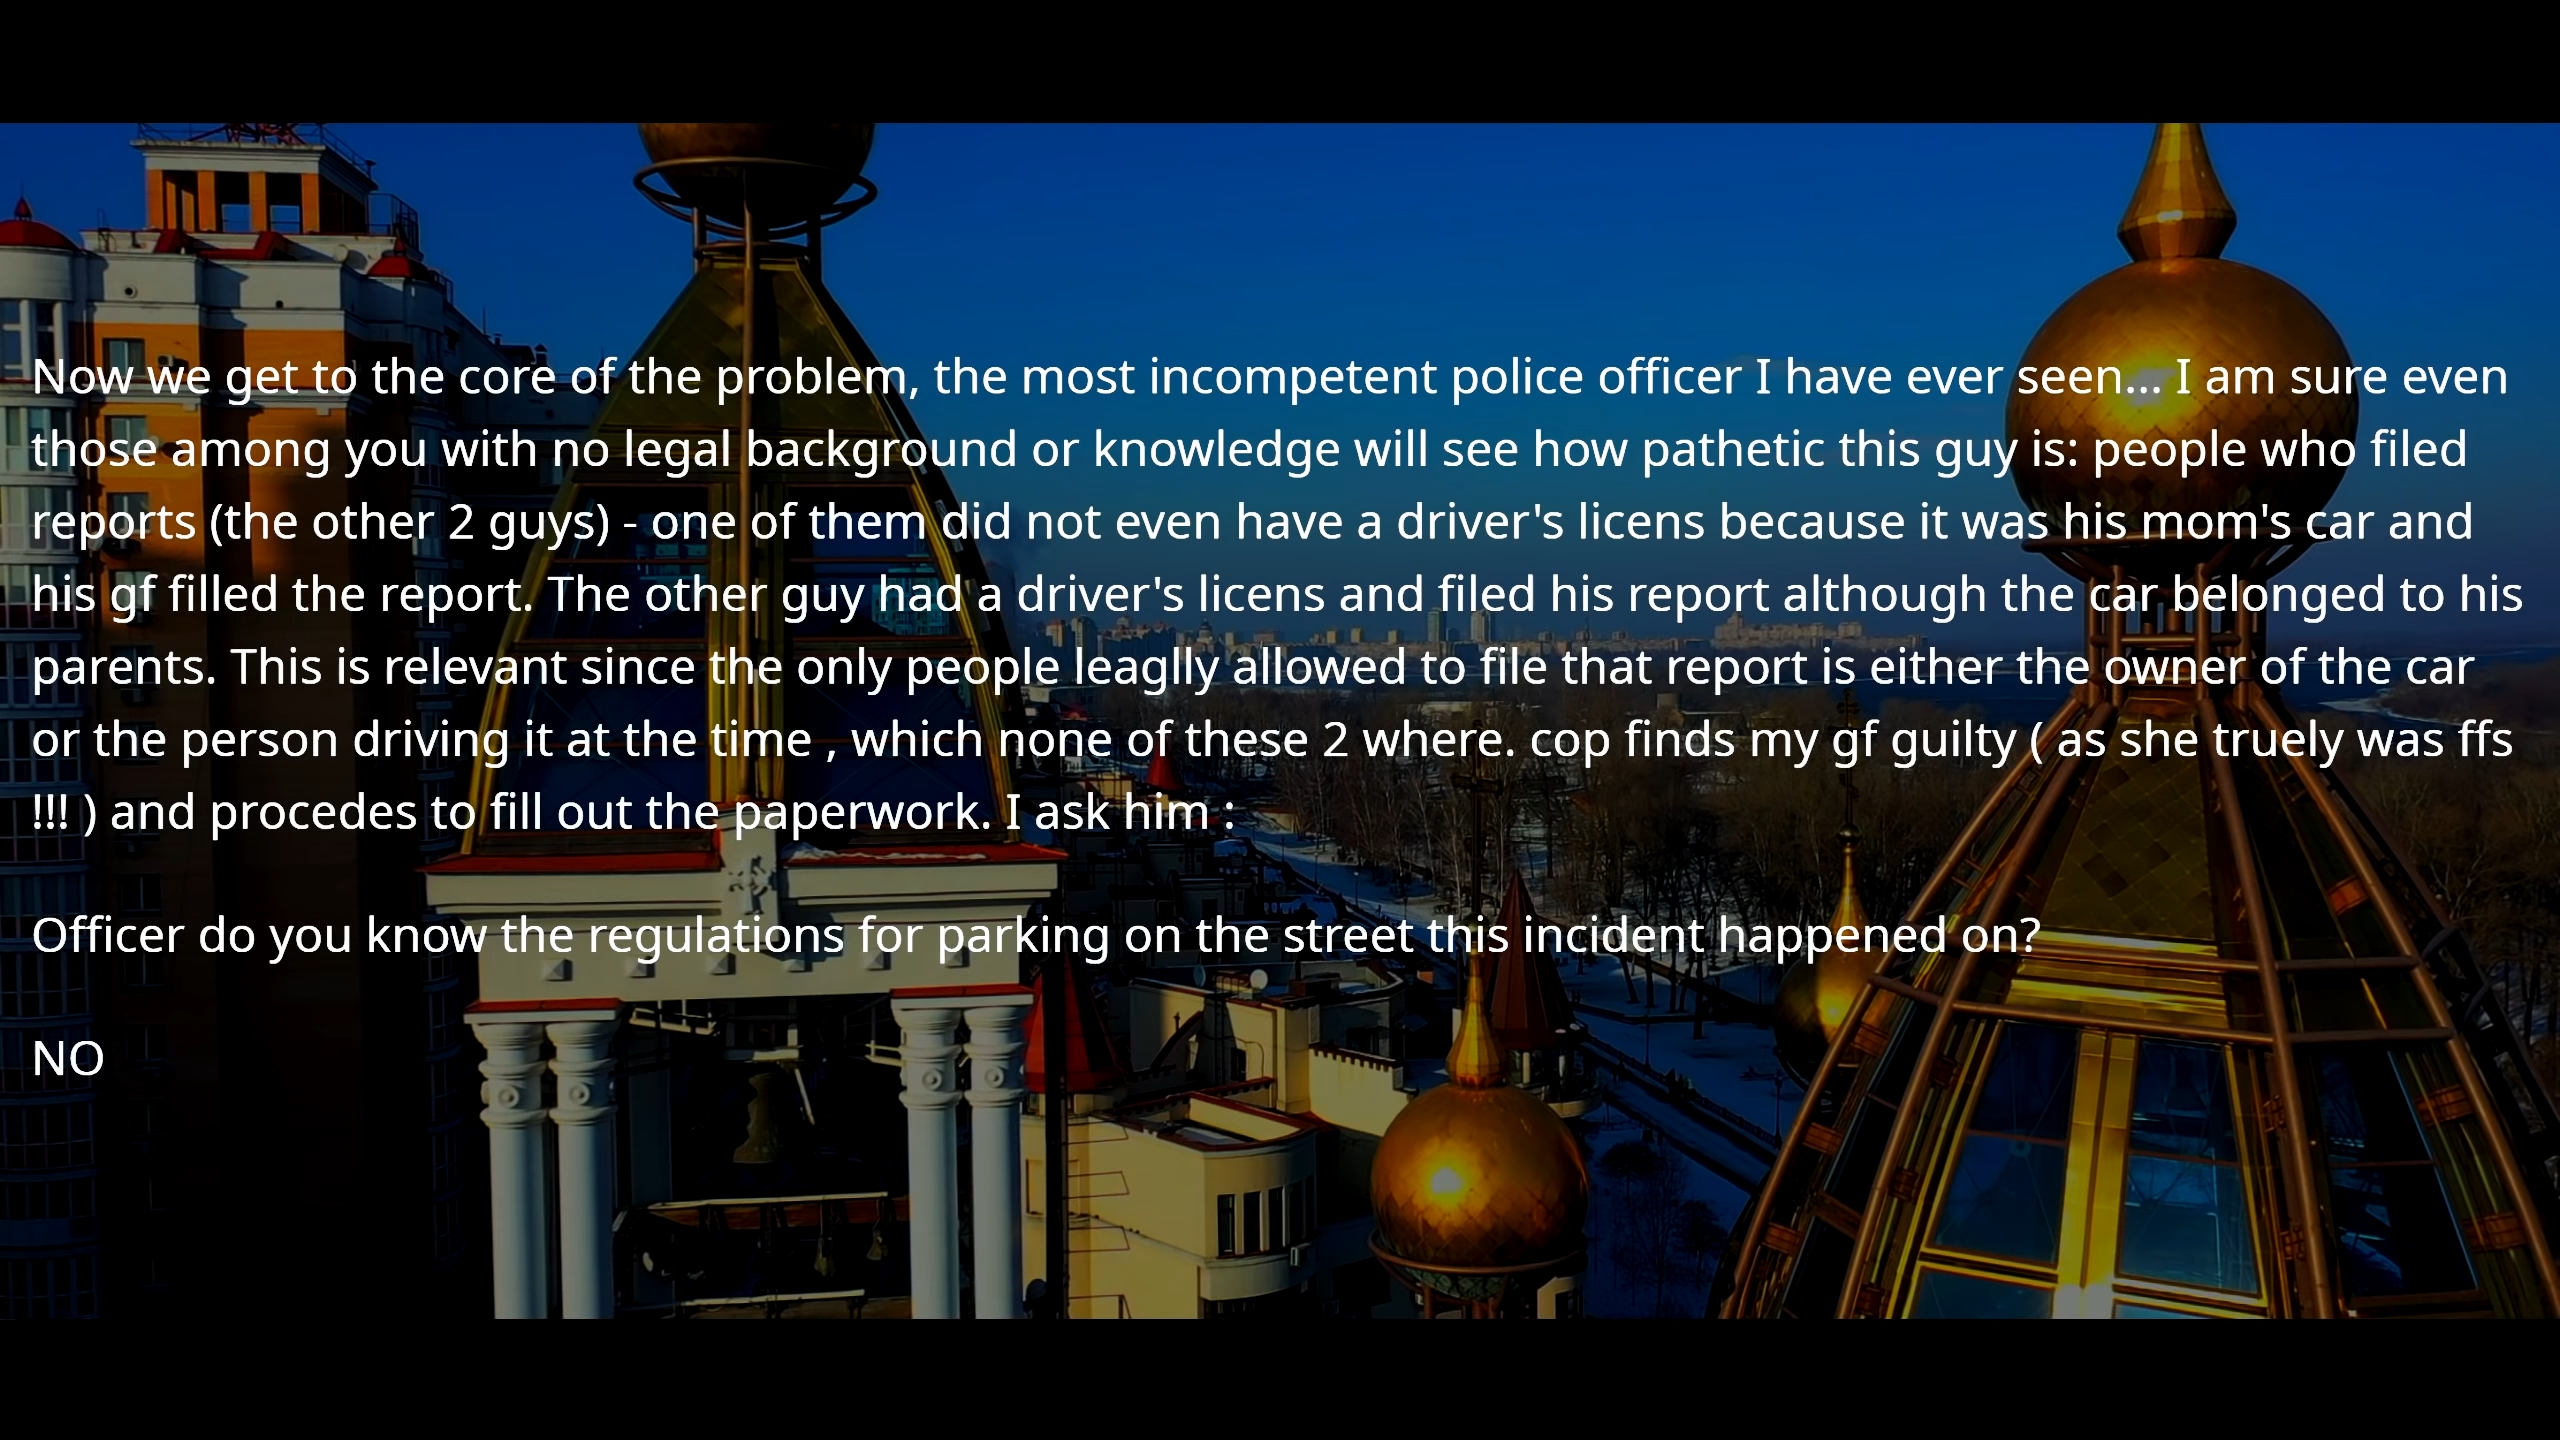 Now we get to the core of the problem, the most incompetent police officer I have ever seen... I am sure even
those among you with no legal background or knowledge will see how pathetic this guy is: people who filed
reports (the other 2 guys) - one of them did not even have a driver's licens because it was his mom's car and
his gf filled the report. The other guy had a driver's licens and filed his report although the car belonged to his
parents. This is relevant since the only people leaglly allowed to file that report is either the owner of the car
or the person driving it at the time , which none of these 2 where. cop finds my gf guilty ( as she truely was ffs
!!! ) and procedes to fill out the paperwork. I ask him :
Officer do you know the regulations for parking on the street this incident happened on?
NO